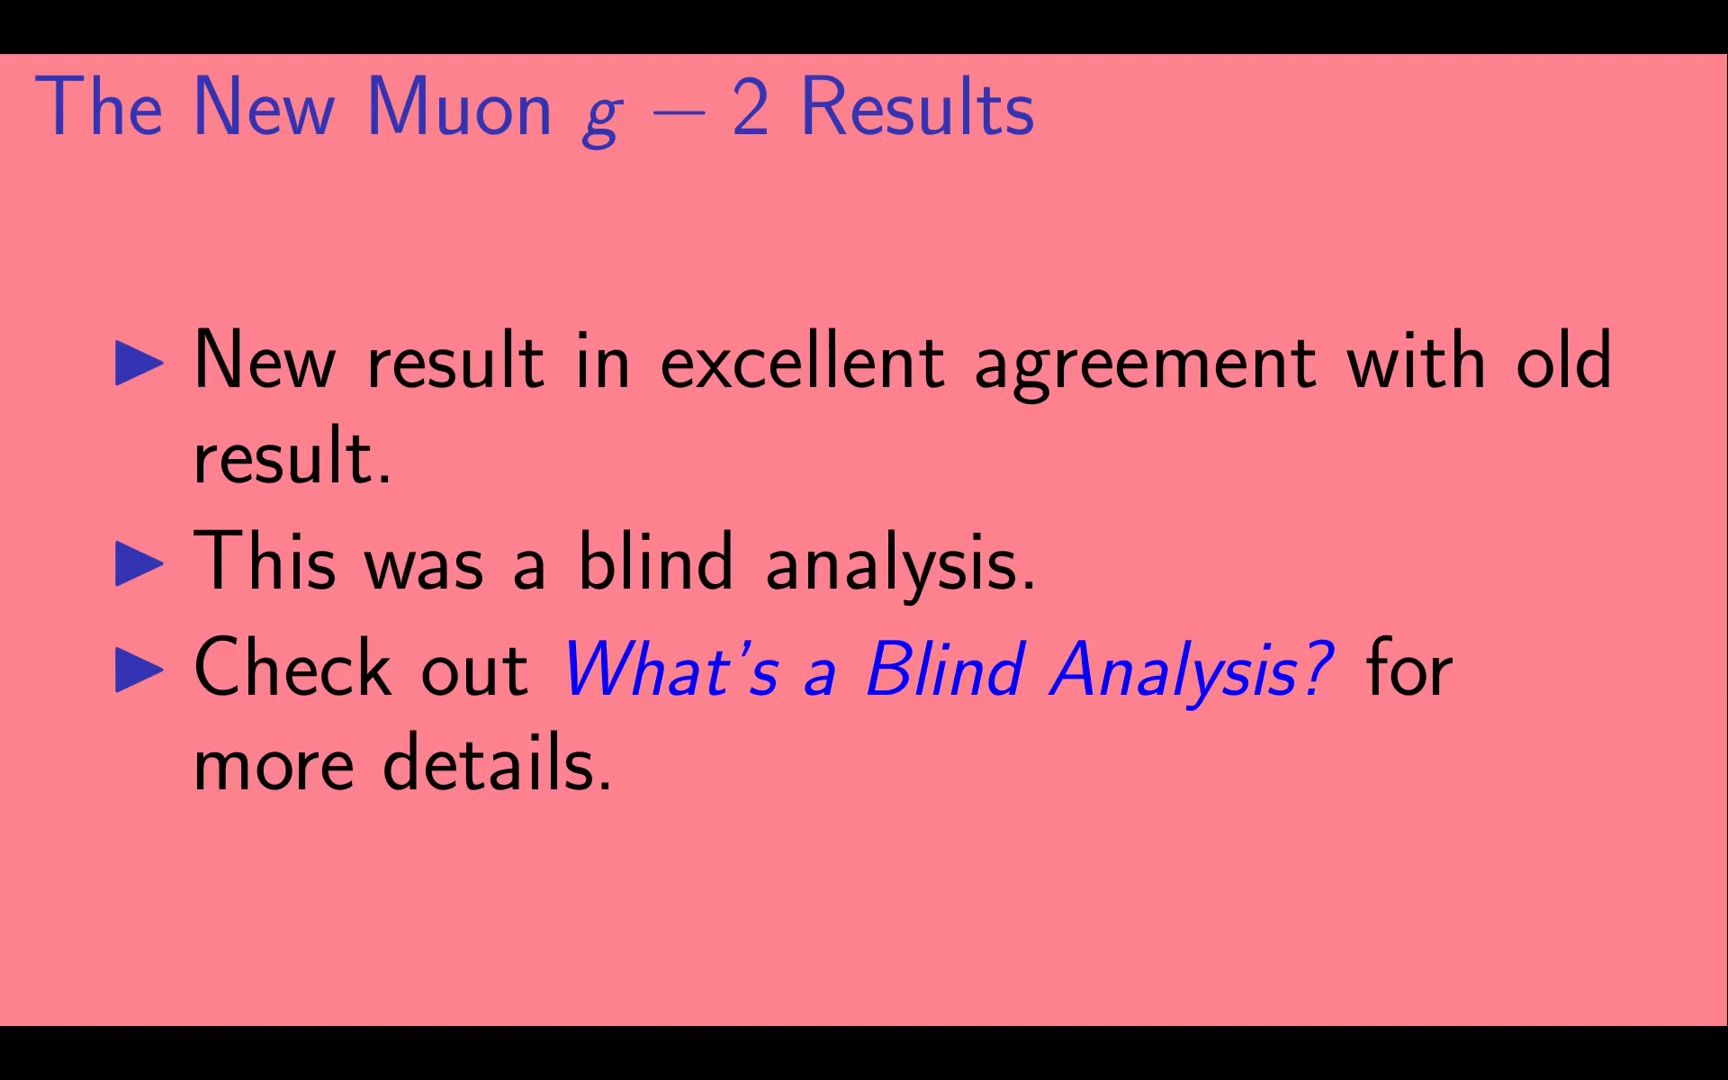 The New Muon g − 2 Results
▶ New result in excellent agreement with old
result.
▶ This was a blind analysis.
▶ Check out What's a Blind Analysis? for
more details.